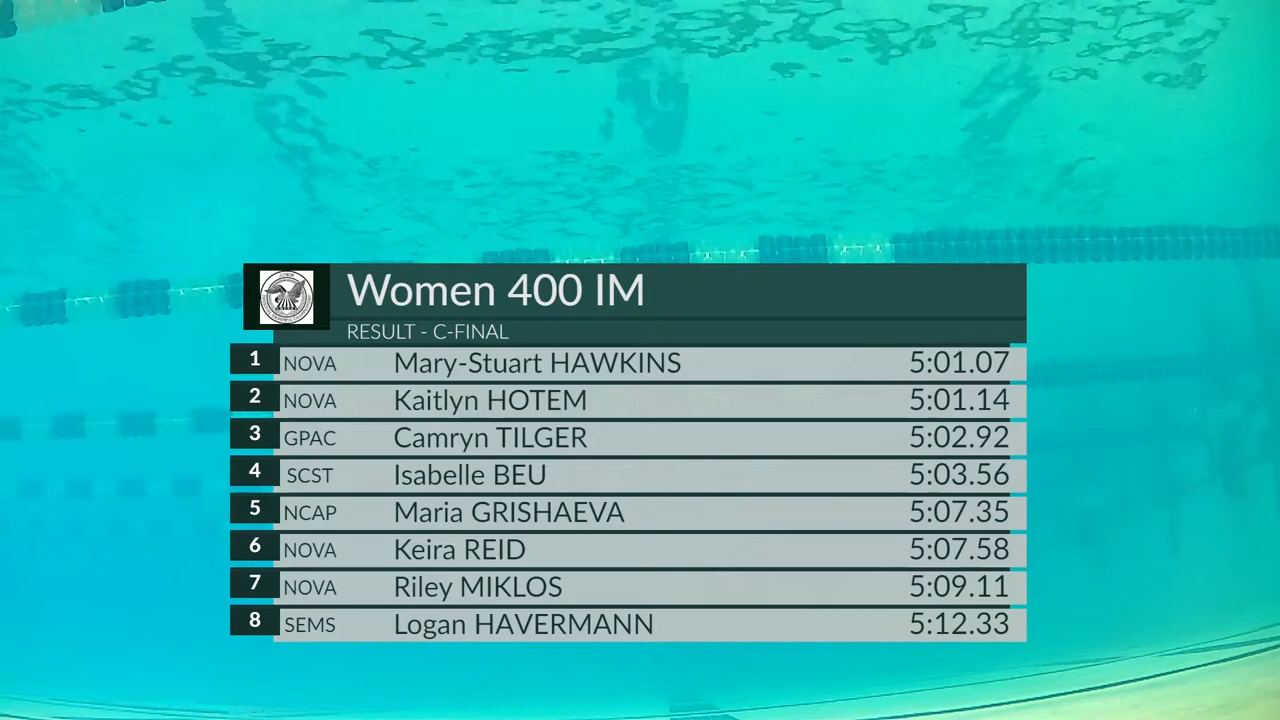 Women 400 IM
RESULT - C-FINAL
1 NOVA Mary-Stuart HAWKINS 5:01.07
2 NOVA Kaitlyn HOTEM 5:01.14
3 GPAC Camryn TILGER 5:02.92
4 SCST Isabelle BEU 5:03.56
5 NCAP Maria GRISHAEVA 5:07.35
6 NOVA Keira REID 5:07.58
7 NOVA Riley MIKLOS 5:09.11
8 SEMS Logan HAVERMANN 5:12.33